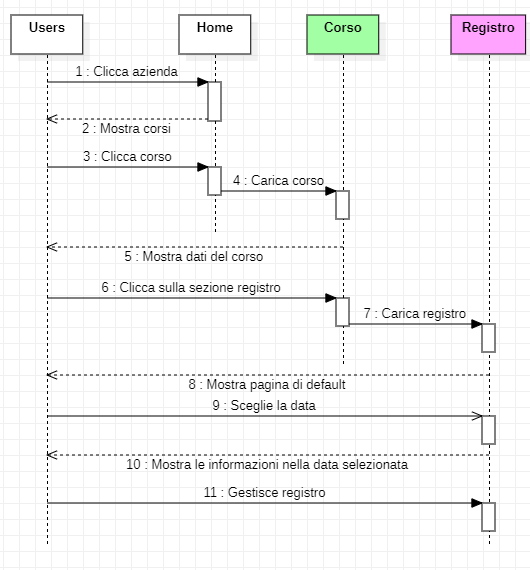 Users
Home
Corso
Registro
1 : Clicca azienda
2 : Mostra corsi
3 : Clicca corso
4 : Carica corso
5 : Mostra dati del corso
6 : Clicca sulla sezione registro
7 : Carica registro
8 : Mostra pagina di default
9 : Sceglie la data
10 : Mostra le informazioni nella data selezionata
11 : Gestisce registro